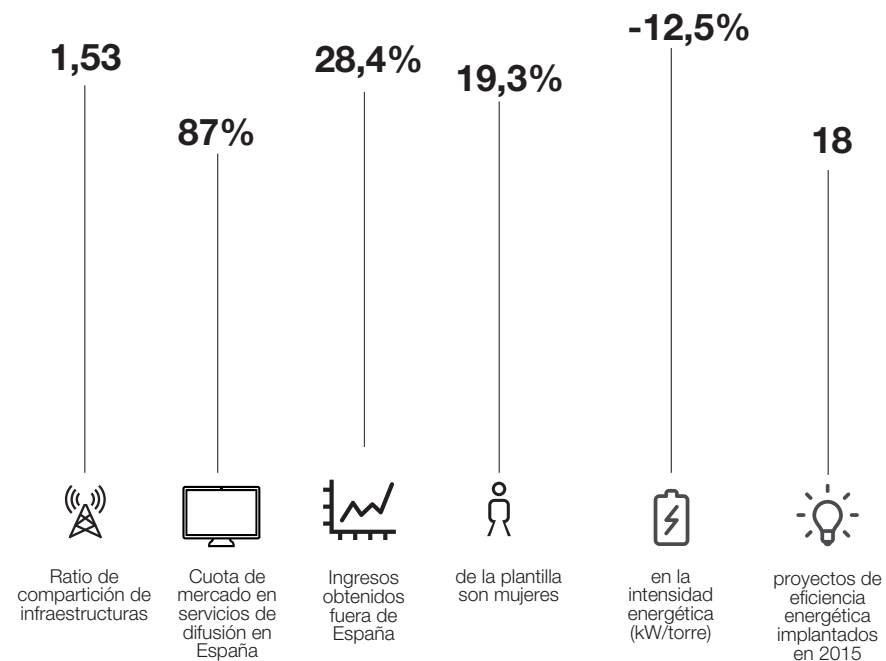 1,53
Ratio de
compartición de
infraestructuras
87%
Cuota de
mercado en
servicios de
difusión en
España
28,4%
Ingresos
obtenidos
fuera de
España
19,3%
de la plantilla
son mujeres
-12,5%
en la
intensidad
energética
(kW/torre)
18
proyectos de
eficiencia
energética
implantados
en 2015